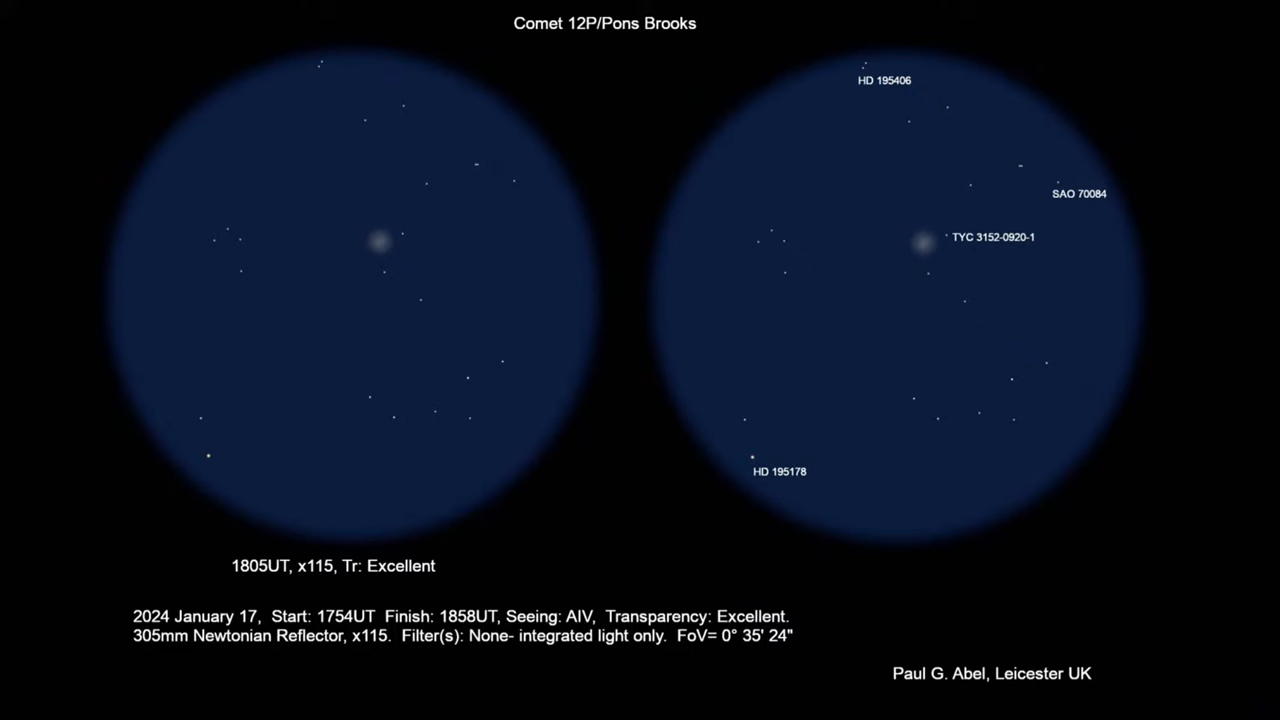 Comet 12P/Pons Brooks
HD 195406
SAO 70084
TYC 3152-0920-1
HD 195178
1805UT, x115, Tr: Excellent
2024 January 17, Start: 1754UT Finish: 1858UT, Seeing: AIV, Transparency: Excellent.
305mm Newtonian Reflector, x115. Filter(s): None- integrated light only. FoV= 0° 35' 24"
Paul G. Abel, Leicester UK